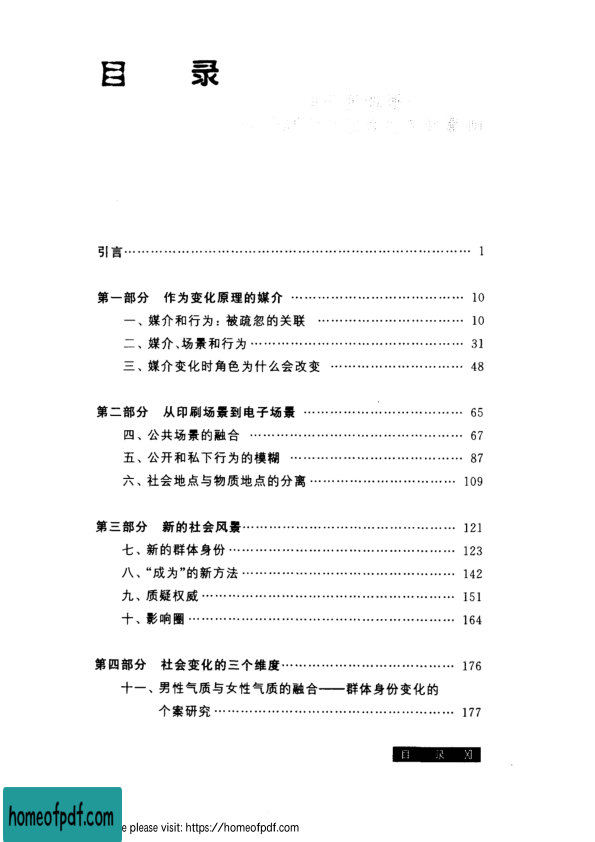 目 录
引言…………………………………………………………………… 1
第一部分 作为变化原理的媒介 ………………………………… 10
一、媒介和行为：被疏忽的关联 …………………………… 10
二、媒介、场景和行为………………………………………… 31
三、媒介变化时角色为什么会改变 ………………………… 48
第二部分 从印刷场景到电子场景 ……………………………… 65
四、公共场景的融合 ………………………………………… 67
五、公开和私下行为的模糊 ………………………………… 87
六、社会地点与物质地点的分离…………………………… 109
第三部分 新的社会风景………………………………………… 121
七、新的群体身份…………………………………………… 123
八、“成为”的新方法………………………………………… 142
九、质疑权威………………………………………………… 151
十、影响圈…………………………………………………… 164
第四部分 社会变化的三个维度………………………………… 176
十一、男性气质与女性气质的融合——群体身份变化的
个案研究……………………………………………… 177
目 录 XI
homeofpdf.com
e please visit: https://homeofpdf.com